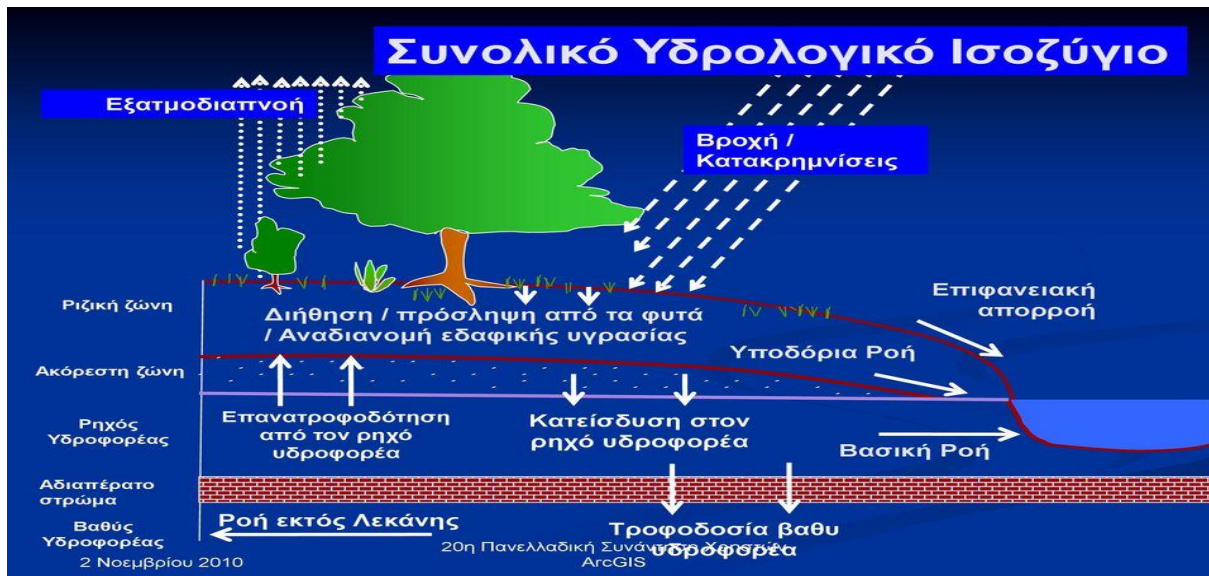 Συνολικό Υδρολογικό Ισοζύγιο
Εξατμοδιαπνοή
Βροχή /
Κατακρημνίσεις
Ριζική ζώνη
Διήθηση / πρόσληψη από τα φυτά
/ Αναδιανομή εδαφικής υγρασίας
Επιφανειακή
απορροή
Υποδόρια Ροή
Ακόρεστη ζώνη
Ρηχός
Υδροφορέας
Επανατροφοδότηση
από τον ρηχό
υδροφορέα
Κατείσδυση στον
ρηχό υδροφορέα
Βασική Ροή
Αδιαπέρατο
στρώμα
Βαθύς
Υδροφορέας
Ροή εκτός Λεκάνης
Τροφοδοσία βαθυ
υδροφορέα
2 Νοεμβρίου 2010
20η Πανελλαδική Συνάντηση Χρηστών
ArcGIS